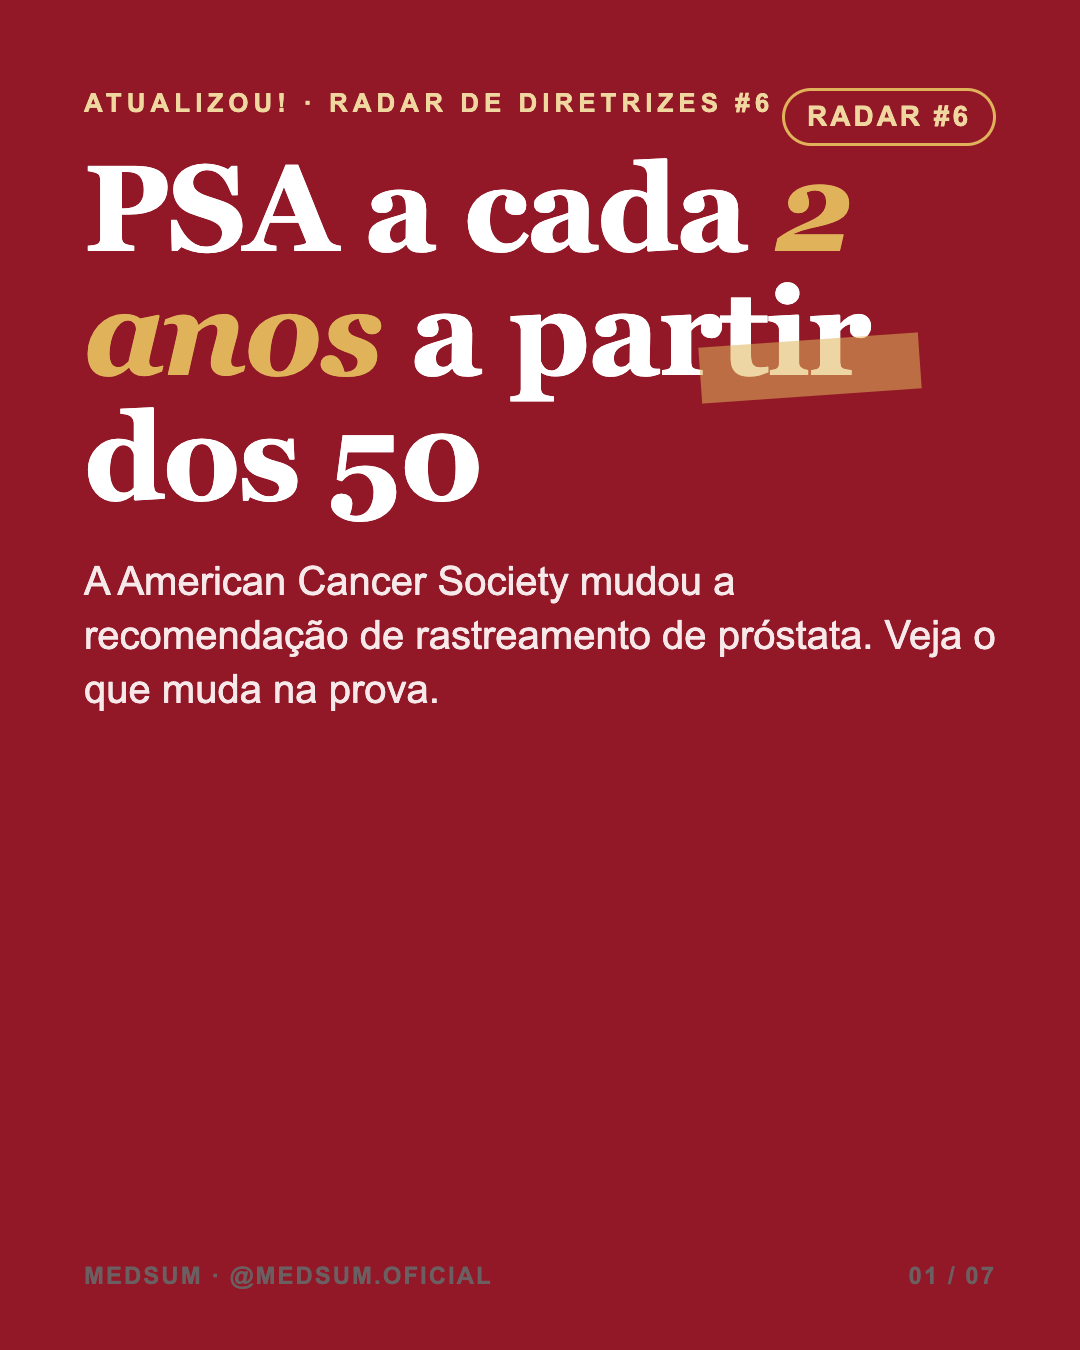 ATUALIZOU! · RADAR DE DIRETRIZES #6
RADAR #6
PSA a cada 2
anos a partir
dos 50
A American Cancer Society mudou a
recomendação de rastreamento de próstata. Veja o
que muda na prova.
MEDSUM · @MEDSUM.OFICIAL
01 / 07